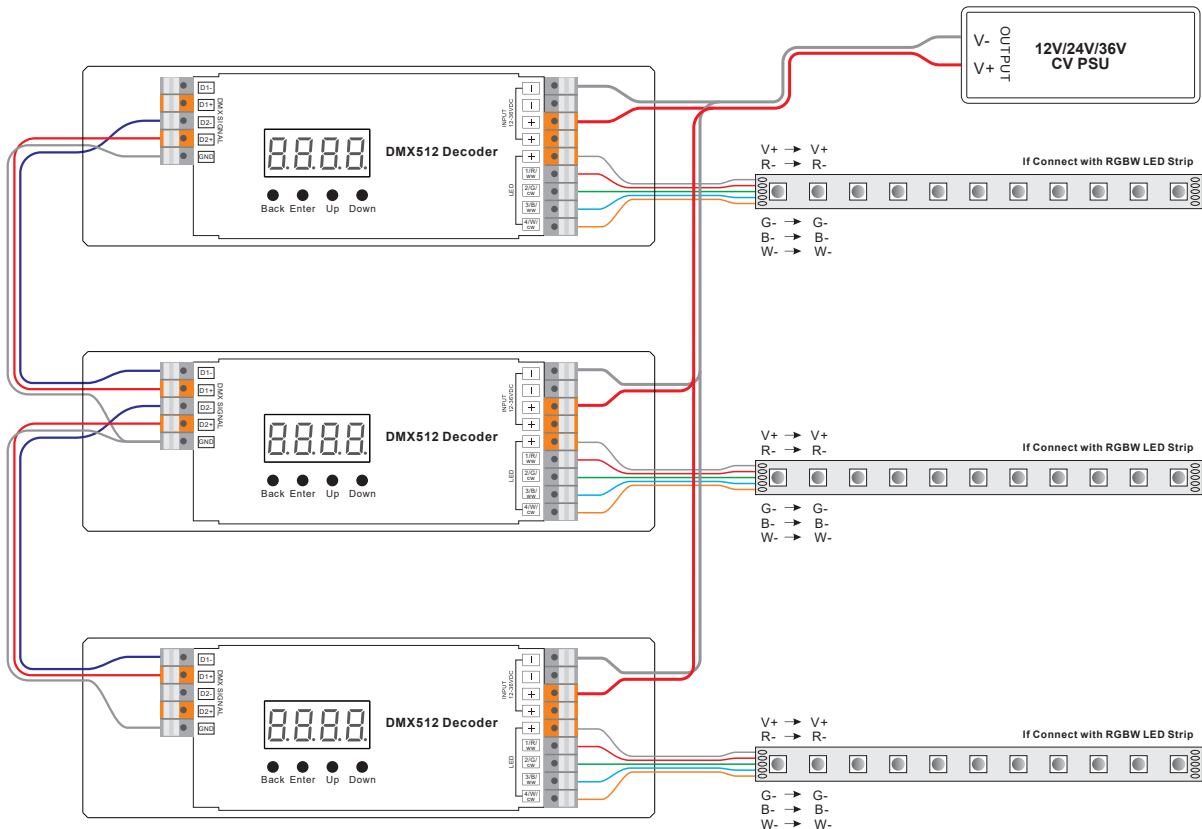 V-
V+
OUTPUT
12V/24V/36V
CV PSU
D1-
D1+
D2-
D2+
GND
DMX SIGNAL
Back Enter Up Down
DMX512 Decoder
INPUT
12-36VDC
LED
−
−
+
+
+
1/R/
ww
2/G/
cw
3/B/
ww
4/W/
cw
V+ → V+
R- → R-
If Connect with RGBW LED Strip
G- → G-
B- → B-
W- → W-
D1-
D1+
D2-
D2+
GND
DMX SIGNAL
Back Enter Up Down
DMX512 Decoder
INPUT
12-36VDC
LED
−
−
+
+
+
1/R/
ww
2/G/
cw
3/B/
ww
4/W/
cw
V+ → V+
R- → R-
If Connect with RGBW LED Strip
G- → G-
B- → B-
W- → W-
D1-
D1+
D2-
D2+
GND
DMX SIGNAL
Back Enter Up Down
DMX512 Decoder
INPUT
12-36VDC
LED
−
−
+
+
+
1/R/
ww
2/G/
cw
3/B/
ww
4/W/
cw
V+ → V+
R- → R-
If Connect with RGBW LED Strip
G- → G-
B- → B-
W- → W-